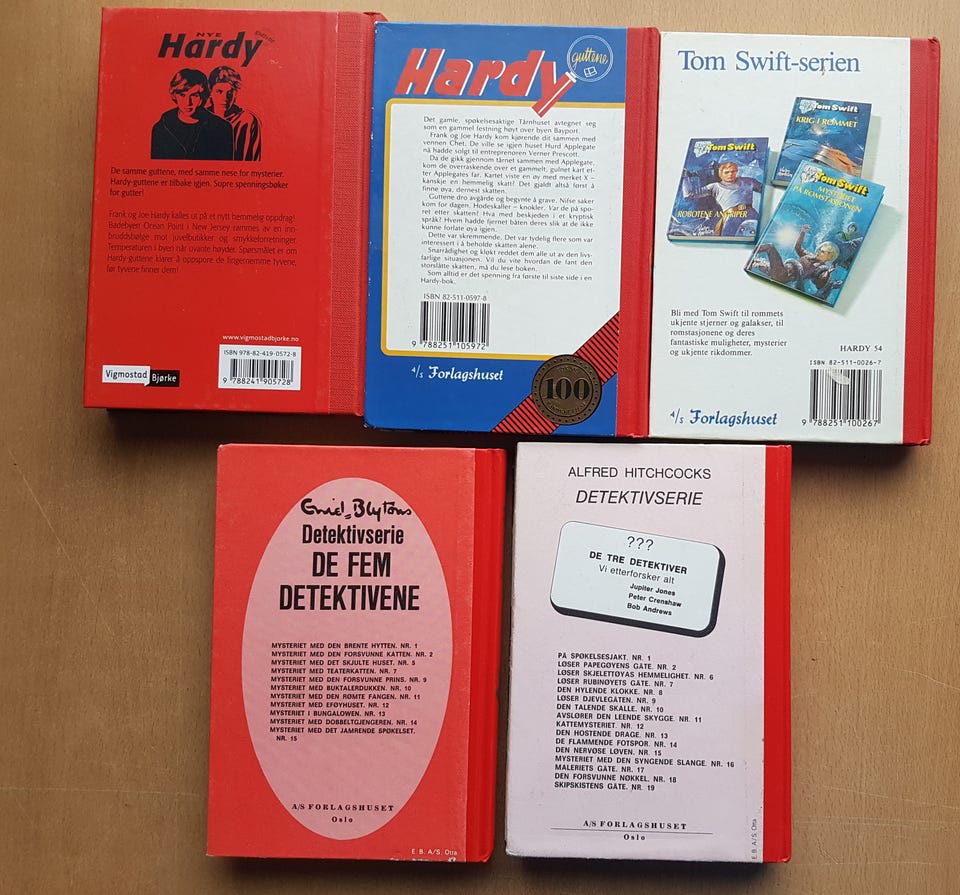 NYE
Hardy
guttene
De samme guttene, med samme nese for mysterier.
Hardy-guttene er tilbake igjen. Supre spenningsbøker
for gutter!
Frank og Joe Hardy kalles ut på et nytt hemmelig oppdrag!
Badebyen Ocean Point i New Jersey rammes av en inn-
bruddsbølge mot juvelbutikker og smykkeforretninger.
Temperaturen i byen når uvante høyder. Spørsmålet er om
Hardy-guttene klarer å oppspore de fingernemme tyvene,
før tyvene finner dem!
www.vigmostadbjorke.no
ISBN 978-82-419-0572-8
9 788241 905728
Vigmostad
Bjørke
Hardy
guttene
Det gamle, spøkelsesaktige Tårnhuset avtegnet seg
som en gammel festning høyt over byen Bayport.
Frank og Joe Hardy kom kjørende dit sammen med
vennen Chet. De ville se igjen huset Hurd Applegate
nå hadde solgt til entreprenøren Verner Prescott.
Da de gikk gjennom tårnet sammen med Applegate,
kom de overraskende over et gammelt, gulnet kart et-
ter Applegates far. Kartet viste en øy med merket X –
kanskje en hemmelig skatt? Det gjaldt altså først å
finne øya, dernest skatten.
Guttene dro avgårde og begynte å grave. Nifse saker
kom for dagen. Hodeskaller – knokler. Var de på spo-
ret etter skatten? Hva med beskjeden i et kryptisk
språk? Hvem hadde fjernet båten deres slik at de ikke
kunne forlate øya igjen.
Dette var skremmende. Det var tydelig flere som var
interessert i å beholde skatten alene.
Snarrådighet og kløkt reddet dem alle ut av den livs-
farlige situasjonen. Vil du vite hvordan de fant den
storslåtte skatten, må du lese boken.
Som alltid er det spenning fra første til siste side i en
Hardy-bok.
ISBN 82-511-0597-8
9 788251 105972
A/S Forlagshuset
100
Tom Swift-serien
Tom Swift
KRIG I ROMMET
Tom Swift
ROBOTENE ANGRIPER
Tom Swift
MYSTERIET
PÅ ROMSTASJONEN
Bli med Tom Swift til rommets
ukjente stjerner og galakser, til
romstasjonene og deres
fantastiske muligheter, mysterier
og ukjente rikdommer.
HARDY 54
ISBN 82-511-0026-7
9 788251 100267
A/S Forlagshuset
Enid Blytons
Detektivserie
DE FEM
DETEKTIVENE
MYSTERIET MED DEN BRENTE HYTTEN. NR. 1
MYSTERIET MED DEN FORSVUNNE KATTEN. NR. 2
MYSTERIET MED DET SKJULTE HUSET. NR. 5
MYSTERIET MED TEATERKATTEN. NR. 7
MYSTERIET MED DEN FORSVUNNE PRINS. NR. 9
MYSTERIET MED BUKTALERDUKKEN. NR. 10
MYSTERIET MED DEN RØMTE FANGEN. NR. 11
MYSTERIET MED EFØYHUSET. NR. 12
MYSTERIET I BUNGALOWEN. NR. 13
MYSTERIET MED DOBBELTGJENGEREN. NR. 14
MYSTERIET MED DET JAMRENDE SPØKELSET.
NR. 15
A/S FORLAGSHUSET
Oslo
E. B. A/S. Otta
ALFRED HITCHCOCKS
DETEKTIVSERIE
???
DE TRE DETEKTIVER
Vi etterforsker alt
Jupiter Jones
Peter Crenshaw
Bob Andrews
PÅ SPØKELSESJAKT. NR. 1
LØSER PAPEGØYENS GÅTE. NR. 2
LØSER SKJELETTØYAS HEMMELIGHET. NR. 6
LØSER RUBINØYETS GÅTE. NR. 7
DEN HYLENDE KLOKKE. NR. 8
LØSER DJEVLEGÅTEN. NR. 9
DEN TALENDE SKALLE. NR. 10
AVSLØRER DEN LEENDE SKYGGE. NR. 11
KATTEMYSTERIET. NR. 12
DEN HOSTENDE DRAGE. NR. 13
DE FLAMMENDE FOTSPOR. NR. 14
DEN NERVØSE LØVEN. NR. 15
MYSTERIET MED DEN SYNGENDE SLANGE. NR. 16
MALERIETS GÅTE. NR. 17
DEN FORSVUNNE NØKKEL. NR. 18
SKIPSKISTENS GÅTE. NR. 19
A/S FORLAGSHUSET
Oslo
E. B. A/S. Otta